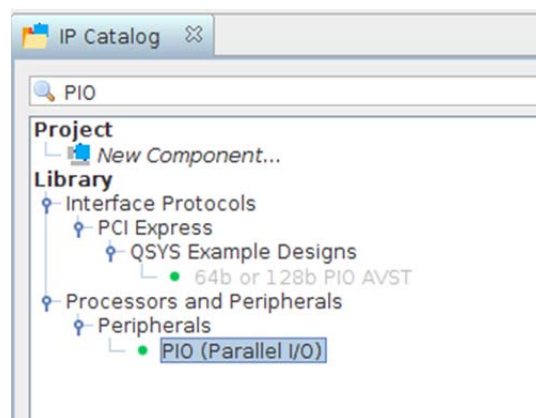 IP Catalog
PIO
Project
New Component...
Library
Interface Protocols
PCI Express
QSYS Example Designs
64b or 128b PIO AVST
Processors and Peripherals
Peripherals
PIO (Parallel I/O)